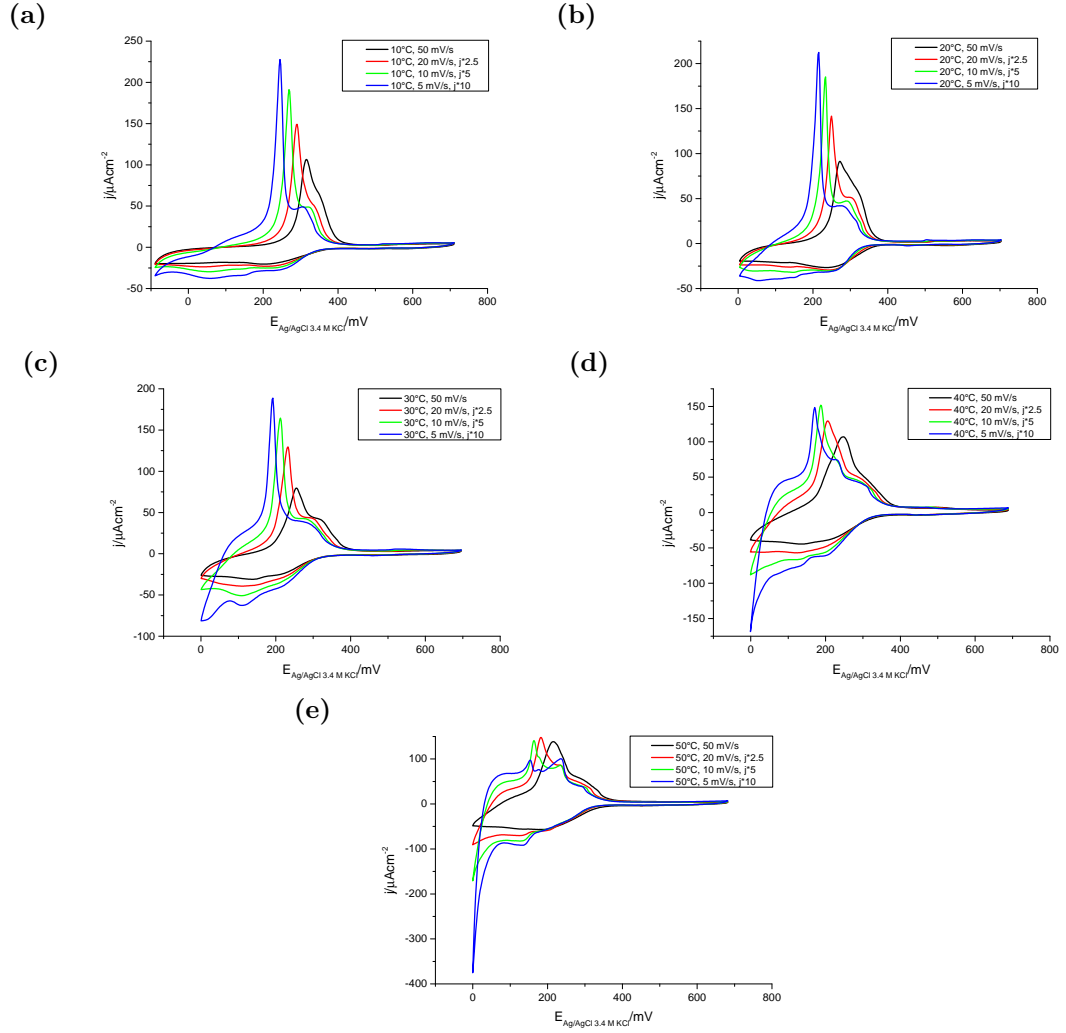 (a)
10°C, 50 mV/s
10°C, 20 mV/s, j*2.5
10°C, 10 mV/s, j*5
10°C, 5 mV/s, j*10
250
200
150
100
50
0
-50
0 200 400 600 800
j/µAcm-2
E Ag/AgCl 3.4 M KCl/mV
(b)
20°C, 50 mV/s
20°C, 20 mV/s, j*2.5
20°C, 10 mV/s, j*5
20°C, 5 mV/s, j*10
200
150
100
50
0
-50
0 200 400 600 800
j/µAcm-2
E Ag/AgCl 3.4 M KCl/mV
(c)
30°C, 50 mV/s
30°C, 20 mV/s, j*2.5
30°C, 10 mV/s, j*5
30°C, 5 mV/s, j*10
200
150
100
50
0
-50
-100
0 200 400 600 800
j/µAcm-2
E Ag/AgCl 3.4 M KCl/mV
(d)
40°C, 50 mV/s
40°C, 20 mV/s, j*2.5
40°C, 10 mV/s, j*5
40°C, 5 mV/s, j*10
150
100
50
0
-50
-100
-150
0 200 400 600 800
j/µAcm-2
E Ag/AgCl 3.4 M KCl/mV
(e)
50°C, 50 mV/s
50°C, 20 mV/s, j*2.5
50°C, 10 mV/s, j*5
50°C, 5 mV/s, j*10
100
0
-100
-200
-300
-400
0 200 400 600 800
j/µAcm-2
E Ag/AgCl 3.4 M KCl/mV